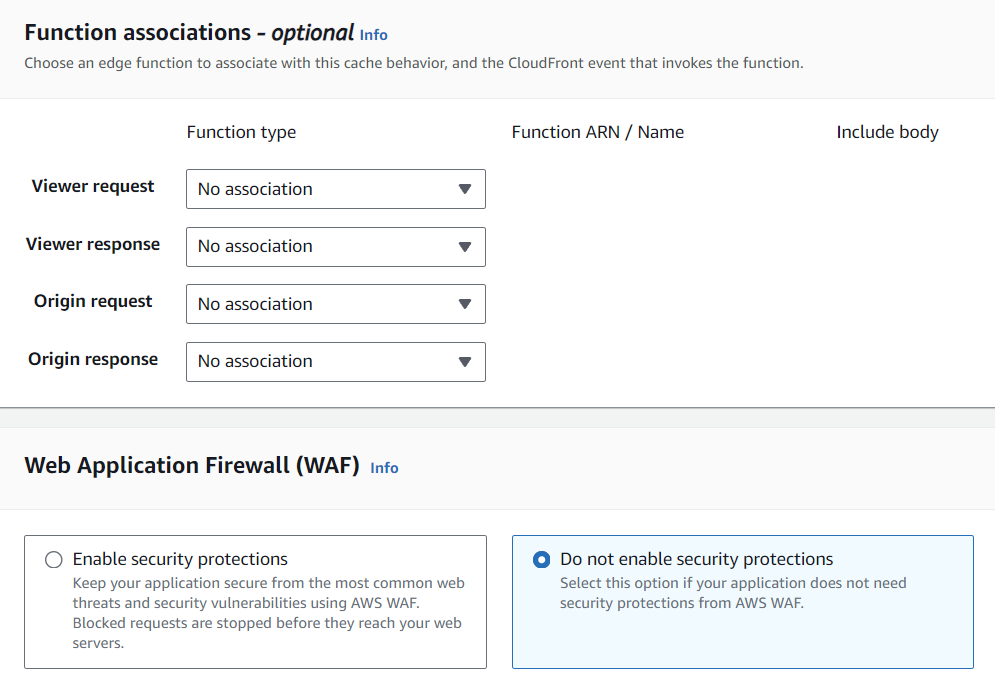 Function associations - optional Info
Choose an edge function to associate with this cache behavior, and the CloudFront event that invokes the function.
Function type Function ARN / Name Include body
Viewer request No association
Viewer response No association
Origin request No association
Origin response No association
Web Application Firewall (WAF) Info
Enable security protections
Keep your application secure from the most common web
threats and security vulnerabilities using AWS WAF.
Blocked requests are stopped before they reach your web
servers.
Do not enable security protections
Select this option if your application does not need
security protections from AWS WAF.